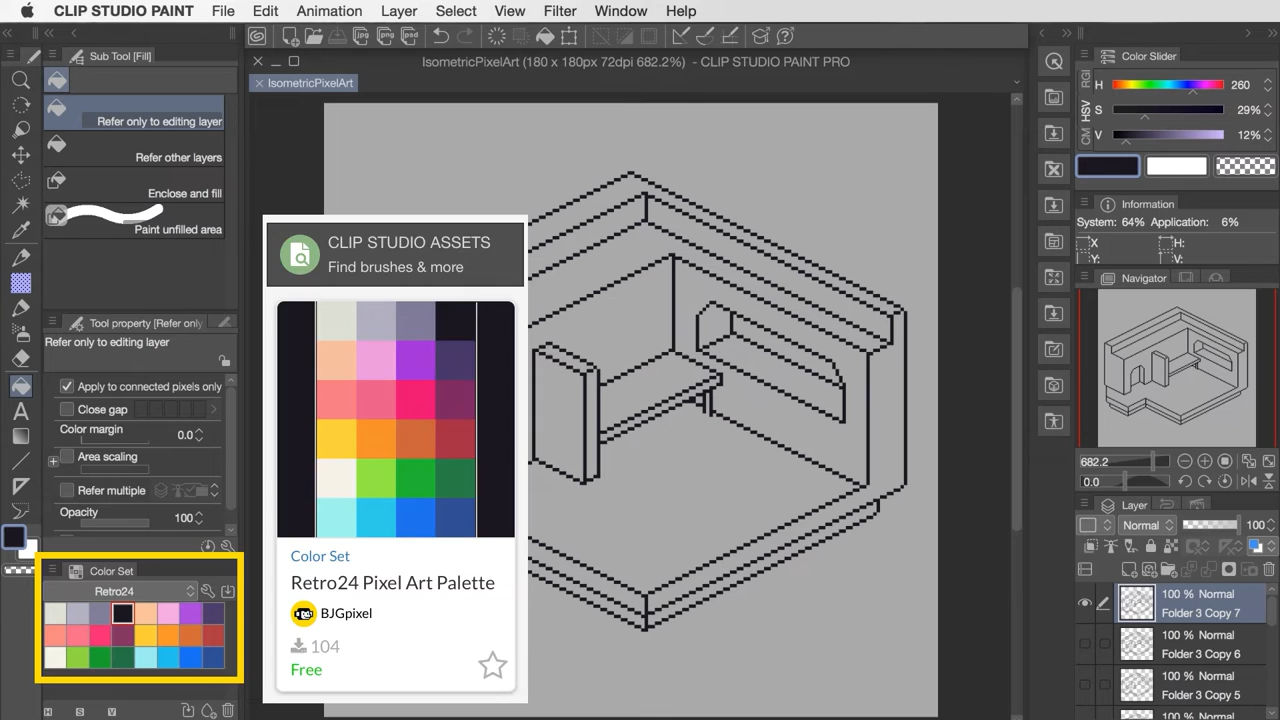 CLIP STUDIO PAINT File Edit Animation Layer Select View Filter Window Help
Sub Tool [Fill]
IsometricPixelArt (180 x 180px 72dpi 682.2%) - CLIP STUDIO PAINT PRO
IsometricPixelArt
Refer only to editing layer
Refer other layers
Enclose and fill
Paint unfilled area
Tool property [Refer only
Refer only to editing layer
Apply to connected pixels only
Close gap
Color margin 0.0
Area scaling
Refer multiple
Opacity 100
Color Set
Retro24
CLIP STUDIO ASSETS
Find brushes & more
Color Set
Retro24 Pixel Art Palette
BJGpixel
104
Free
Color Slider
HSV
CM
H 260
S 29%
V 12%
Information
System: 64% Application: 6%
X H:
Y: V:
Navigator
682.2
0.0
Layer
Normal 100
100 % Normal
Folder 3 Copy 7
100 % Normal
Folder 3 Copy 6
100 % Normal
Folder 3 Copy 5
100 % Normal